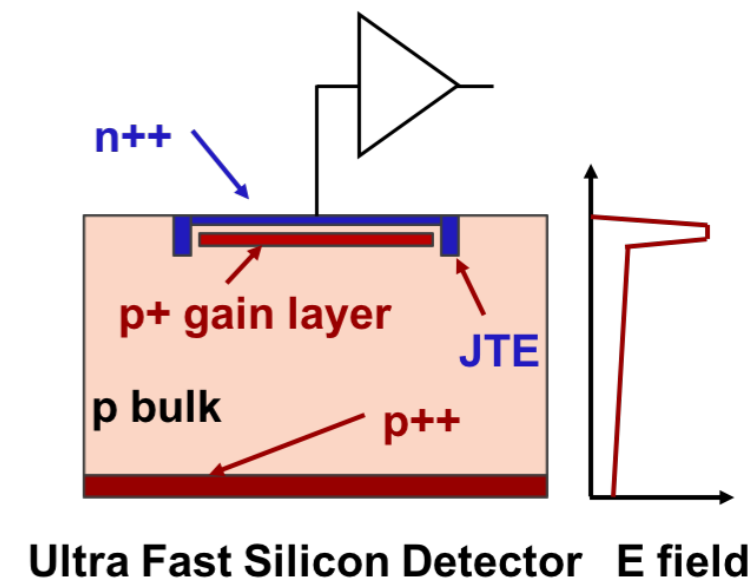 n++
p+ gain layer
JTE
p bulk
p++
Ultra Fast Silicon Detector E field